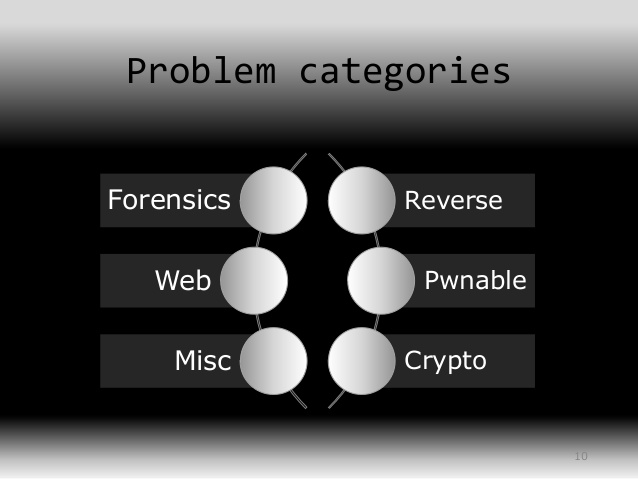 Problem categories
Forensics
Web
Misc
Reverse
Pwnable
Crypto
10